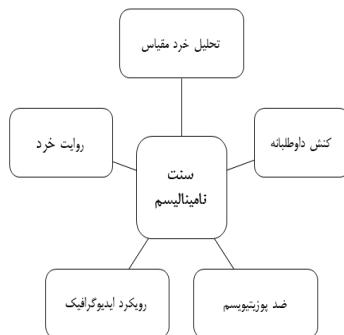 تحلیل خرد مقیاس
روایت خرد
کنش داوطلبانه
سنت
نامینالیسم
رویکرد ایدیوگرافیک
ضد پوزیتیویسم